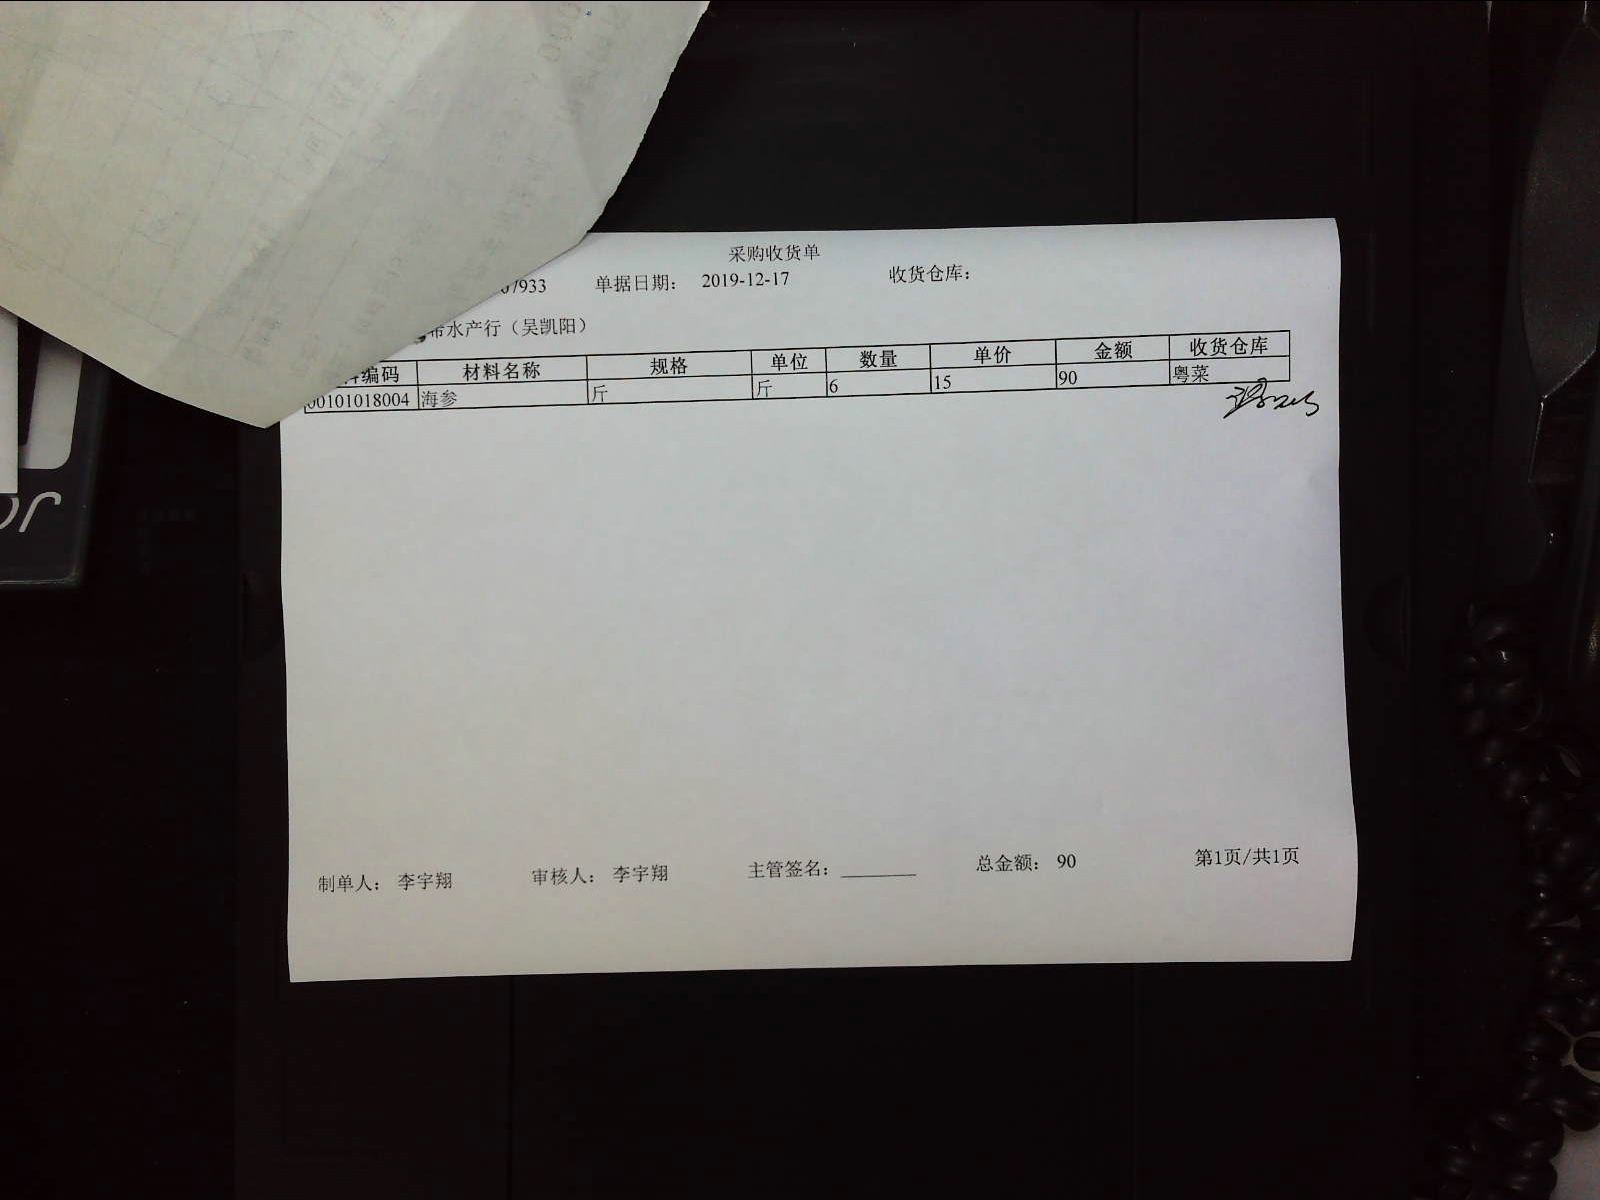 采购收货单
07933 单据日期： 2019-12-17 收货仓库：
水产行（吴凯阳）
编码 材料名称 规格 单位 数量 单价 金额 收货仓库
00101018004 海参 斤 斤 6 15 90 粤菜
制单人： 李宇翔 审核人： 李宇翔 主管签名： 总金额： 90 第1页/共1页